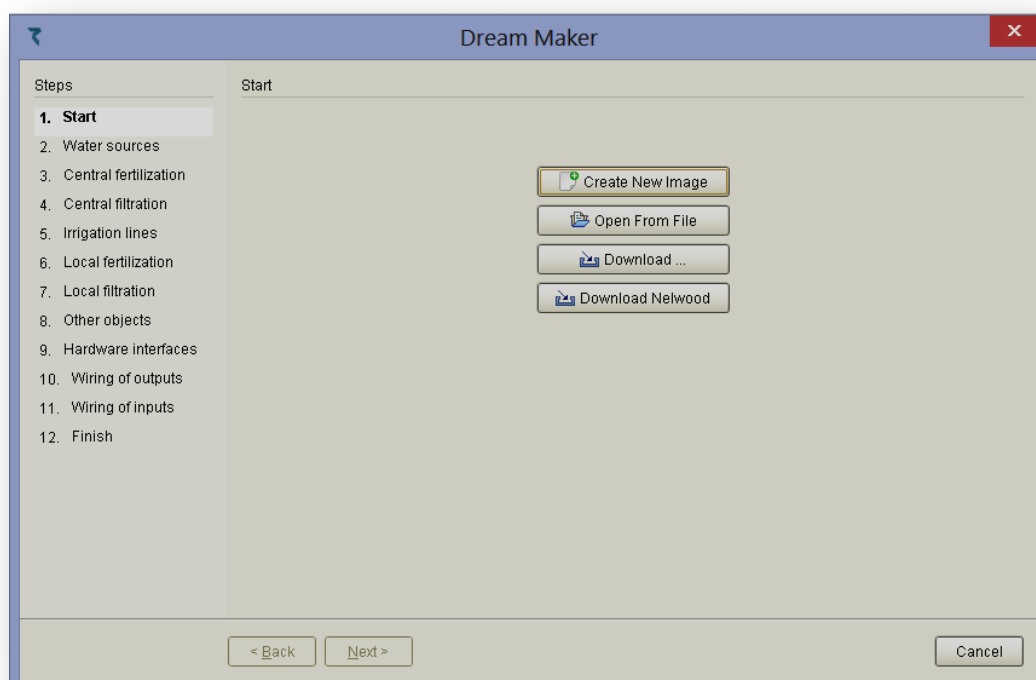 Dream Maker
Steps
1. Start
2. Water sources
3. Central fertilization
4. Central filtration
5. Irrigation lines
6. Local fertilization
7. Local filtration
8. Other objects
9. Hardware interfaces
10. Wiring of outputs
11. Wiring of inputs
12. Finish
Start
Create New Image
Open From File
Download ...
Download Nelwood
< Back
Next >
Cancel